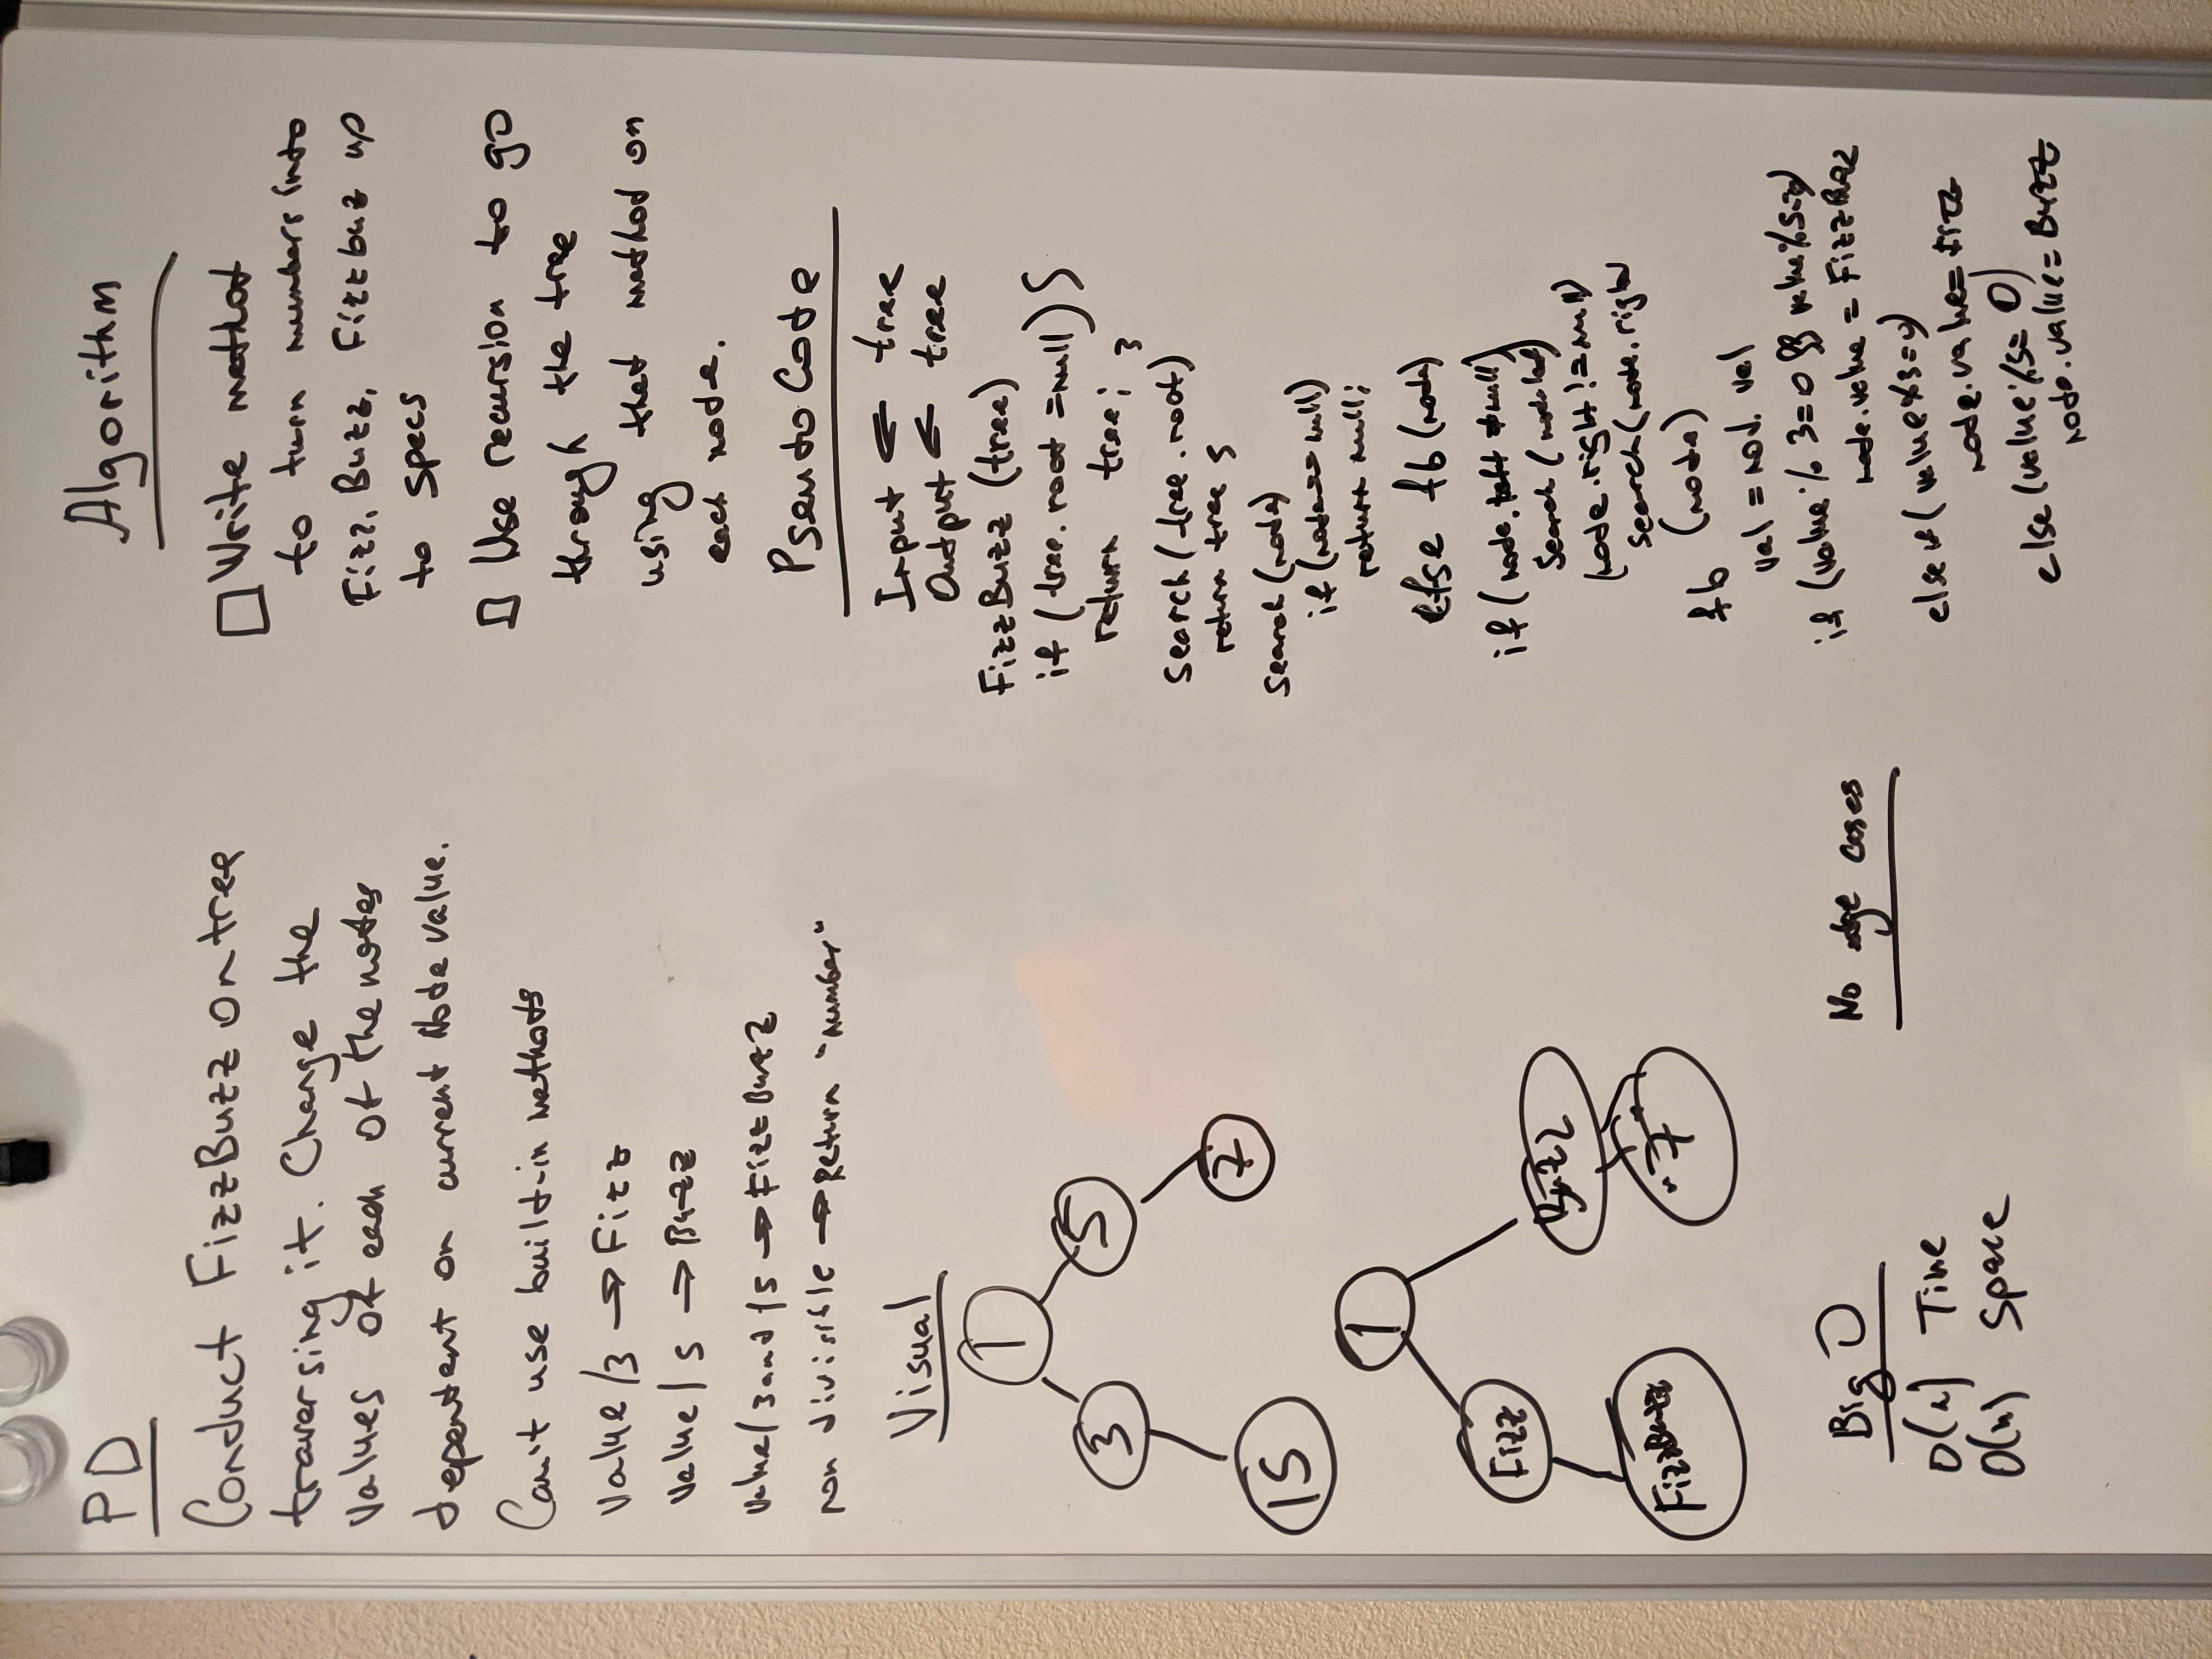 PD
Conduct FizzBuzz on tree
traversing it. Change the
values of each of the nodes
dependent on current Node value.
Can't use built-in methods
value/3 → Fizz
value/5 → Buzz
value/3 and /5 → FizzBuzz
non divisible → Return "number"
Visual
1
3 5
15 7
1
Fizz
Buzz
FizzBuzz "7"
Big O
O(n) Time
O(n) Space
No edge cases
Algorithm
□ Write method
to turn numbers into
Fizz, Buzz, Fizzbuz up
to specs
□ Use recursion to go
through the tree
using that method on
each node.
Pseudo Code
Input ← tree
Output ← tree
FizzBuzz (tree)
if (tree.root =null) {
return tree; }
search (tree.root)
return tree
search (node)
if (node == null)
return null;
else fb (node)
if (node.left ≠null)
Search (node.left)
(node.right != null)
Search (node.right
fb (node)
val = nod. val
if (value % 3=0 && value%5=0)
node.value = FizzBuzz
else if (value%3=0)
node.value= Fizz
else (value%5= 0)
node.value= Buzz